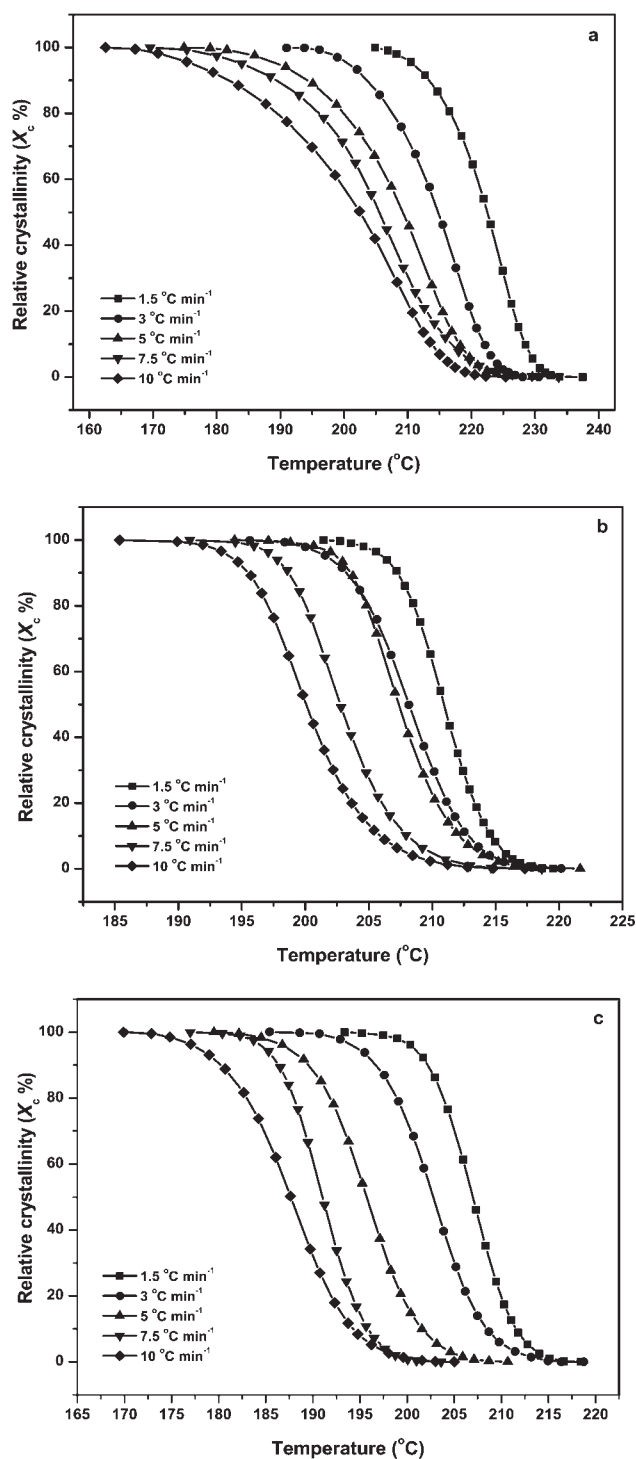 a
100
80
60
40
20
0
Relative crystallinity (Xc %)
1.5 °C min⁻¹
3 °C min⁻¹
5 °C min⁻¹
7.5 °C min⁻¹
10 °C min⁻¹
160 170 180 190 200 210 220 230 240
Temperature (°C)
b
100
80
60
40
20
0
Relative crystallinity (Xc %)
1.5 °C min⁻¹
3 °C min⁻¹
5 °C min⁻¹
7.5 °C min⁻¹
10 °C min⁻¹
185 190 195 200 205 210 215 220 225
Temperature (°C)
c
100
80
60
40
20
0
Relative crystallinity (Xc %)
1.5 °C min⁻¹
3 °C min⁻¹
5 °C min⁻¹
7.5 °C min⁻¹
10 °C min⁻¹
165 170 175 180 185 190 195 200 205 210 215 220
Temperature (°C)